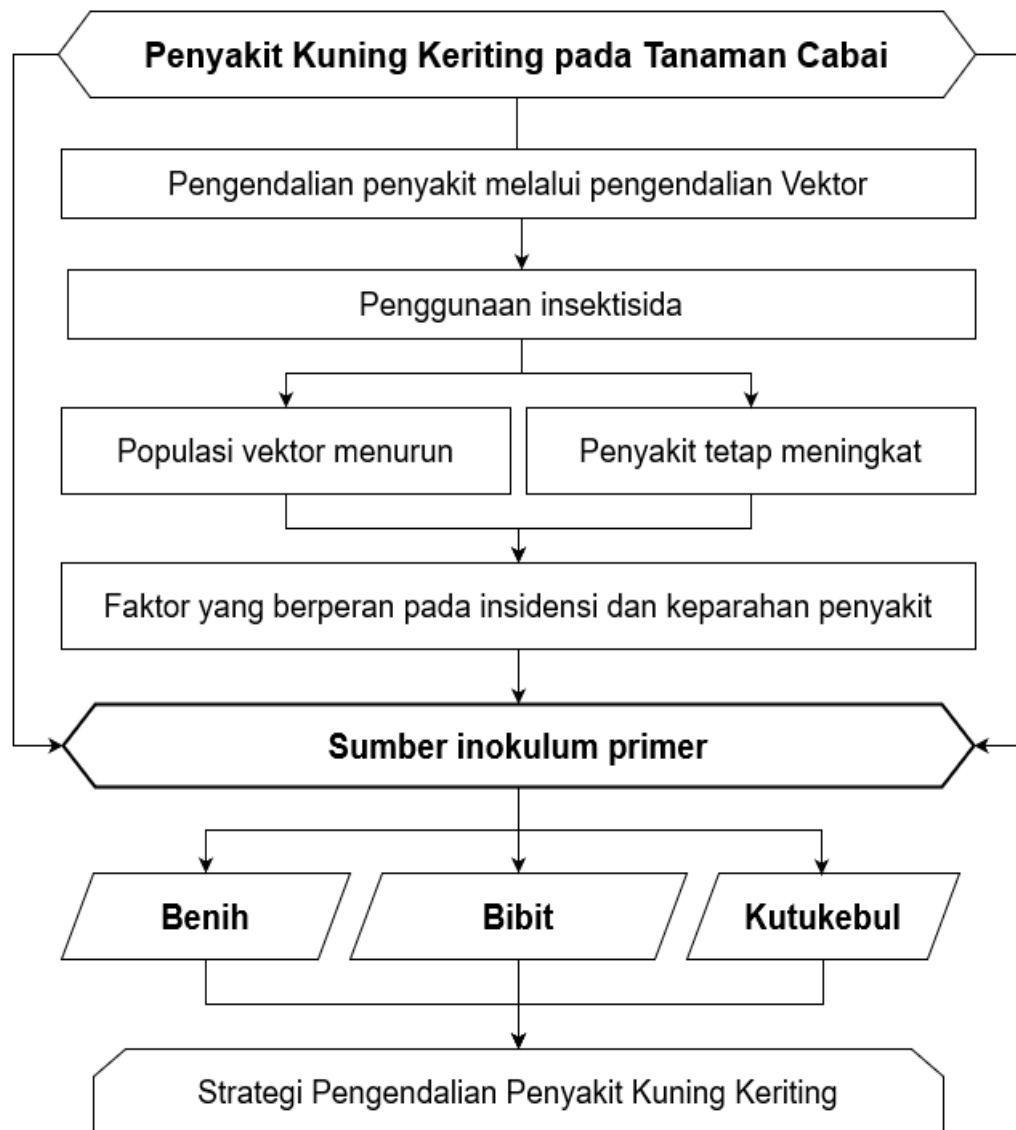 Penyakit Kuning Keriting pada Tanaman Cabai
Pengendalian penyakit melalui pengendalian Vektor
Penggunaan insektisida
Populasi vektor menurun
Penyakit tetap meningkat
Faktor yang berperan pada insidensi dan keparahan penyakit
Sumber inokulum primer
Benih
Bibit
Kutukebul
Strategi Pengendalian Penyakit Kuning Keriting